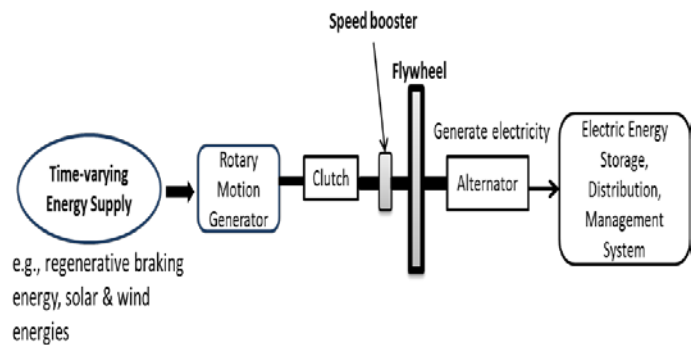 Speed booster
Flywheel
Time-varying
Energy Supply
e.g., regenerative braking
energy, solar & wind
energies
Rotary
Motion
Generator
Clutch
Generate electricity
Alternator
Electric Energy
Storage,
Distribution,
Management
System